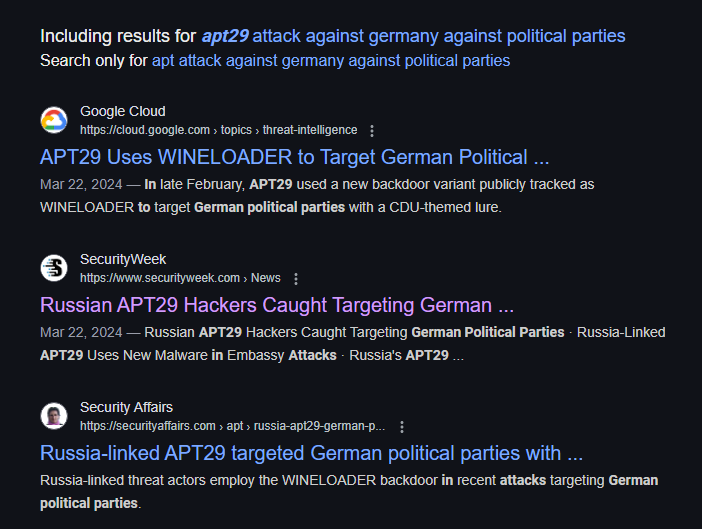 Including results for apt29 attack against germany against political parties
Search only for apt attack against germany against political parties
Google Cloud
https://cloud.google.com › topics › threat-intelligence
APT29 Uses WINELOADER to Target German Political ...
Mar 22, 2024 — In late February, APT29 used a new backdoor variant publicly tracked as
WINELOADER to target German political parties with a CDU-themed lure.
SecurityWeek
https://www.securityweek.com › News
Russian APT29 Hackers Caught Targeting German ...
Mar 22, 2024 — Russian APT29 Hackers Caught Targeting German Political Parties · Russia-Linked
APT29 Uses New Malware in Embassy Attacks · Russia's APT29 ...
Security Affairs
https://securityaffairs.com › apt › russia-apt29-german-p...
Russia-linked APT29 targeted German political parties with ...
Russia-linked threat actors employ the WINELOADER backdoor in recent attacks targeting German
political parties.